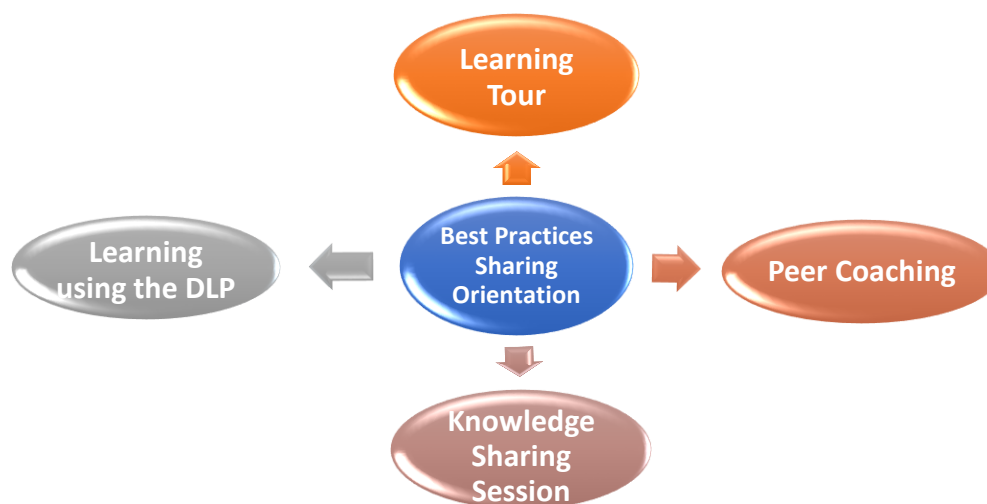 Learning
Tour
Best Practices
Sharing
Orientation
Learning
using the DLP
Peer Coaching
Knowledge
Sharing
Session